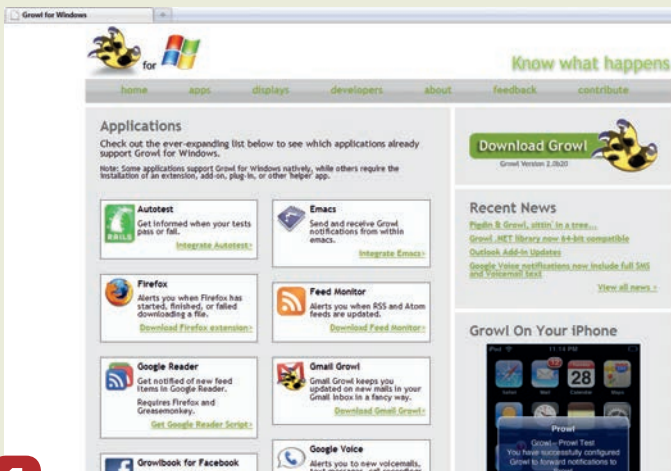 Growl for Windows
for
Know what happens
home apps displays developers about feedback contribute
Applications
Check out the ever-expanding list below to see which applications already
support Growl for Windows.
Note: Some applications support Growl for Windows natively, while others require the
installation of an extension, add-on, plug-in, or other 'helper' app.
Autotest
Get informed when your tests
pass or fail.
Integrate Autotest›
RAILS
Emacs
Send and receive Growl
notifications from within
emacs.
Integrate Emacs›
Firefox
Alerts you when Firefox has
started, finished, or failed
downloading a file.
Download Firefox extension›
Feed Monitor
Alerts you when RSS and Atom
feeds are updated.
Download Feed Monitor›
Google Reader
Get notified of new feed
items in Google Reader.
Requires Firefox and
Greasemonkey.
Get Google Reader Script›
Gmail Growl
Gmail Growl keeps you
updated on new mails in your
Gmail inbox in a fancy way.
Download Gmail Growl›
Growlbook for Facebook
Google Voice
Alerts you to new voicemails,
Download Growl
Growl Version 2.0b20
Recent News
Pigdin & Growl, sittin' in a tree...
Growl .NET library now 64-bit compatible
Outlook Add-in Updates
Google Voice notifications now include full SMS
and Voicemail text
View all news ›
Growl On Your iPhone
iPod 11:14 PM
28
Safari Mail Calendar Maps
Prowl
Growl - Prowl Test
You have successfully configured
Growl to forward notifications to